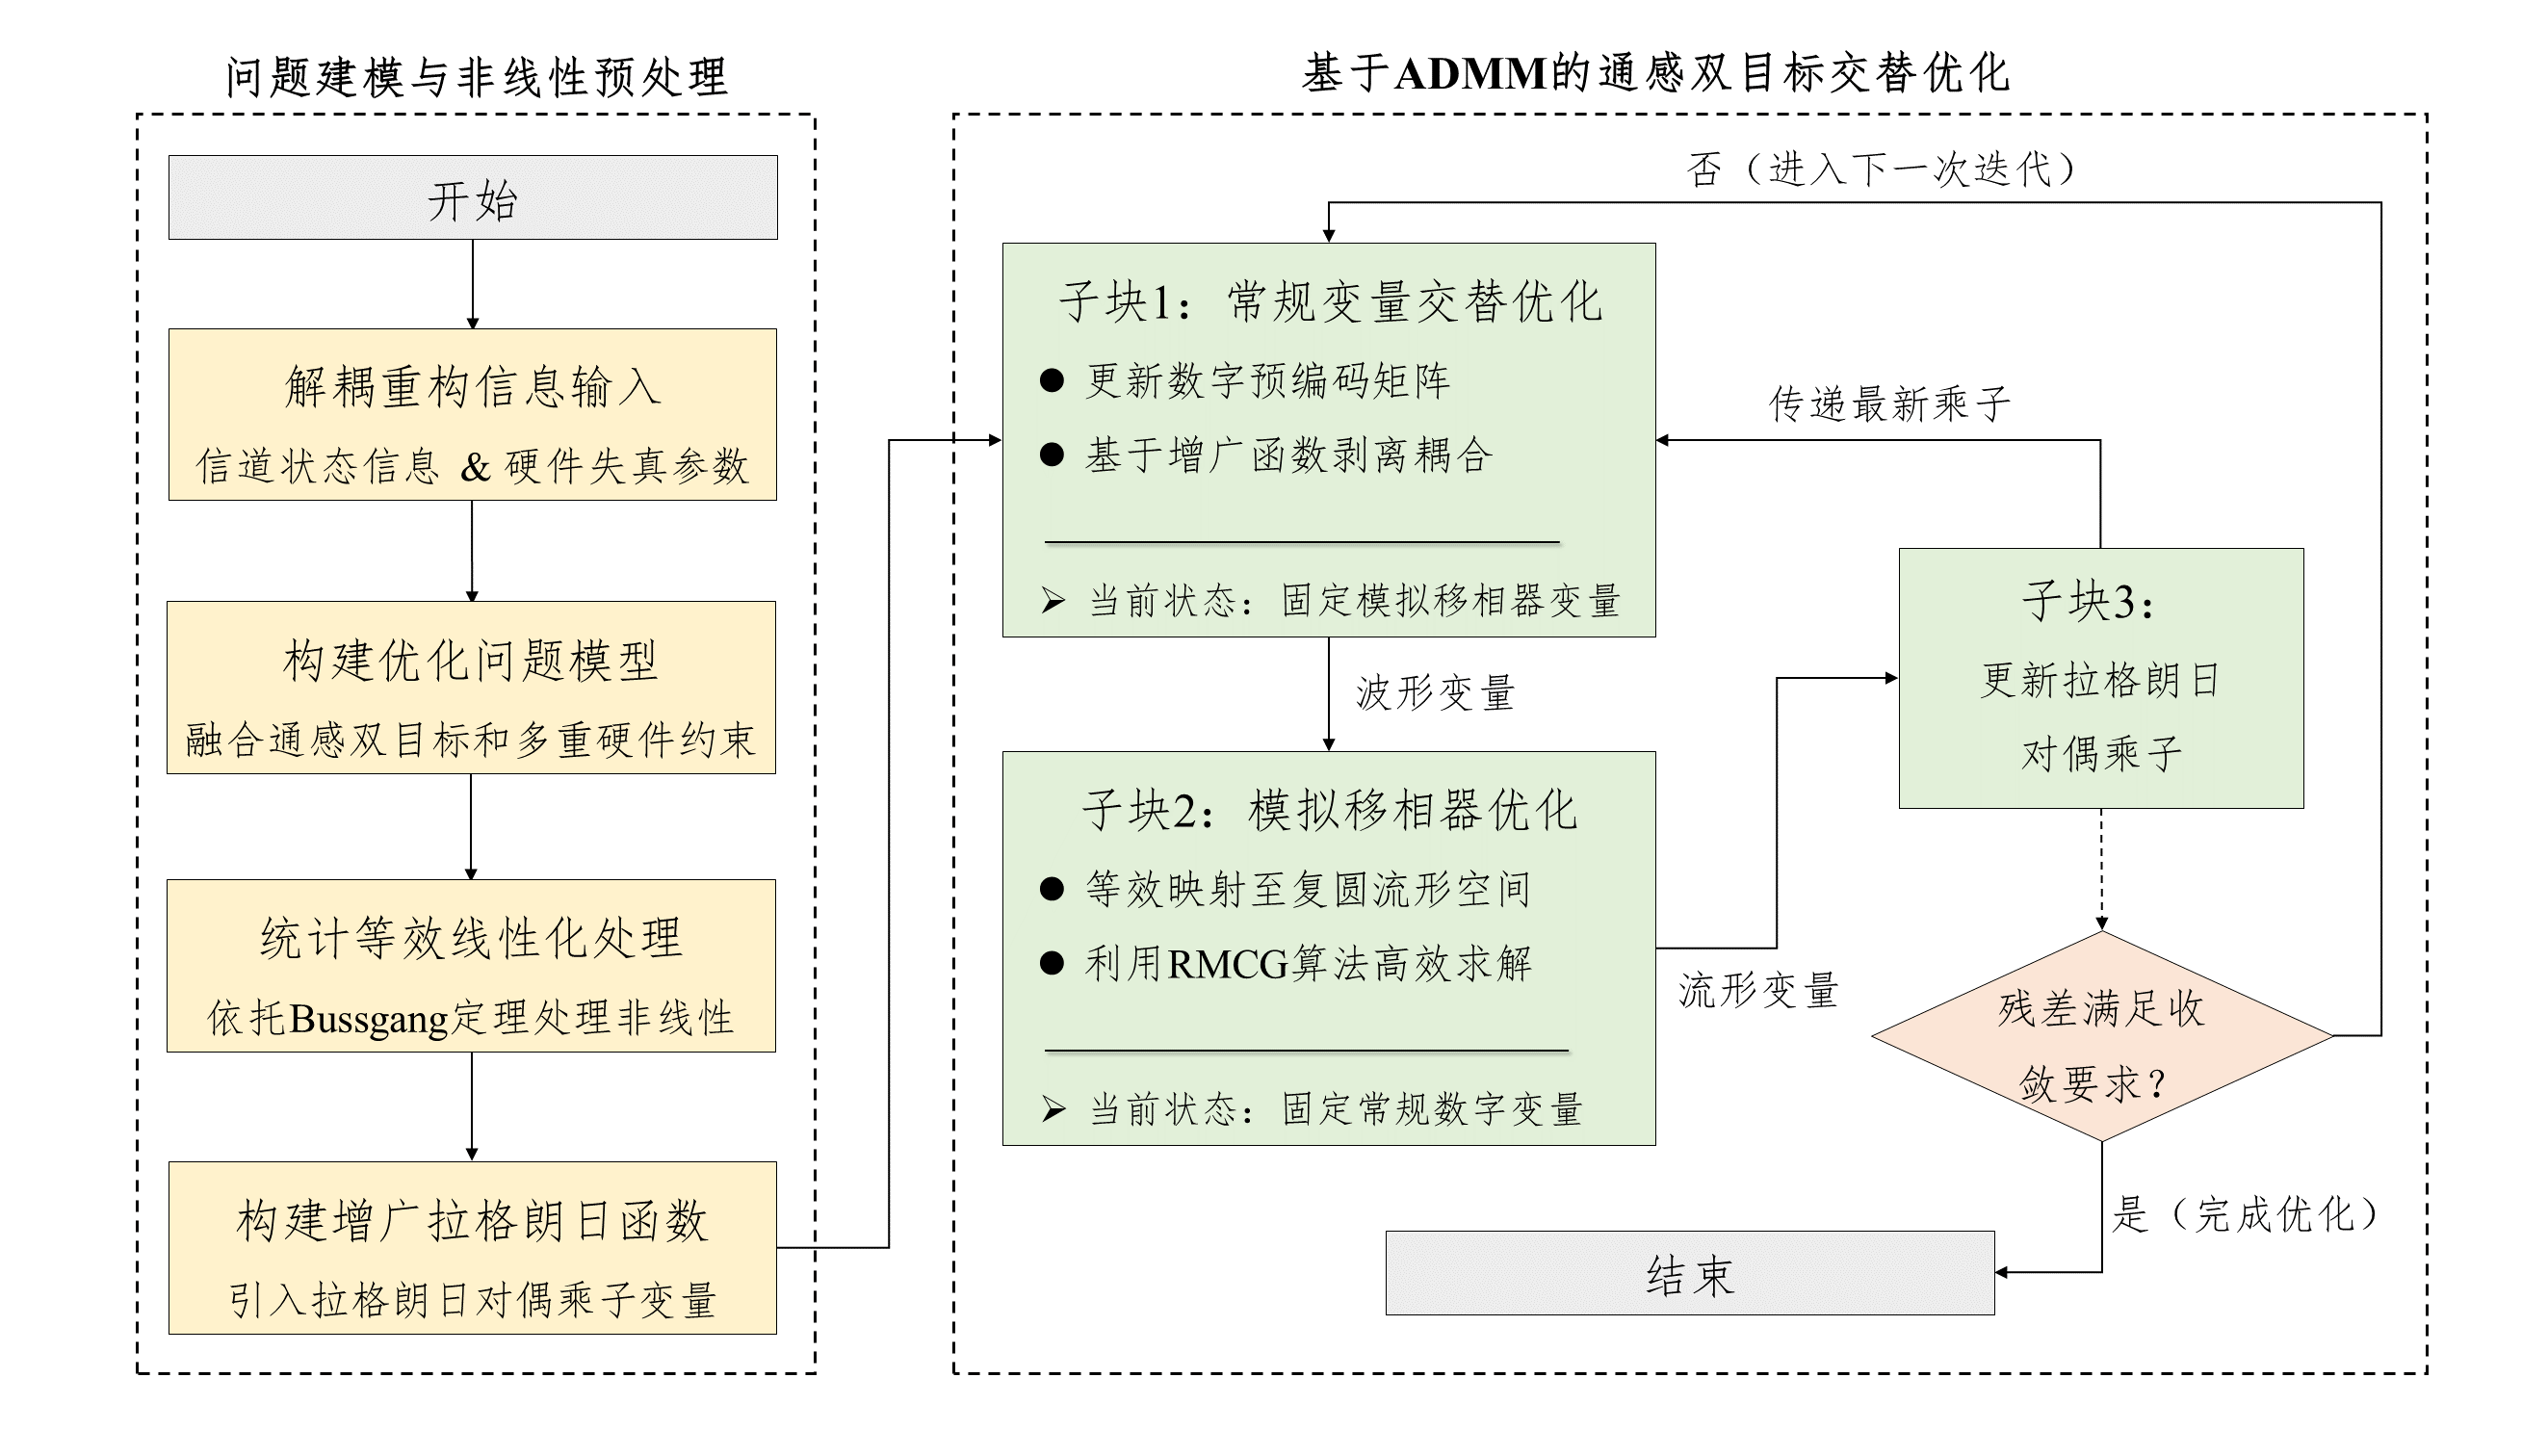 问题建模与非线性预处理
开始
解耦重构信息输入
信道状态信息 & 硬件失真参数
构建优化问题模型
融合通感双目标和多重硬件约束
统计等效线性化处理
依托Bussgang定理处理非线性
构建增广拉格朗日函数
引入拉格朗日对偶乘子变量
基于ADMM的通感双目标交替优化
否（进入下一次迭代）
子块1：常规变量交替优化
● 更新数字预编码矩阵
● 基于增广函数剥离耦合
➢ 当前状态：固定模拟移相器变量
传递最新乘子
波形变量
子块2：模拟移相器优化
● 等效映射至复圆流形空间
● 利用RMCG算法高效求解
➢ 当前状态：固定常规数字变量
流形变量
子块3：
更新拉格朗日
对偶乘子
残差满足收
敛要求？
是（完成优化）
结束